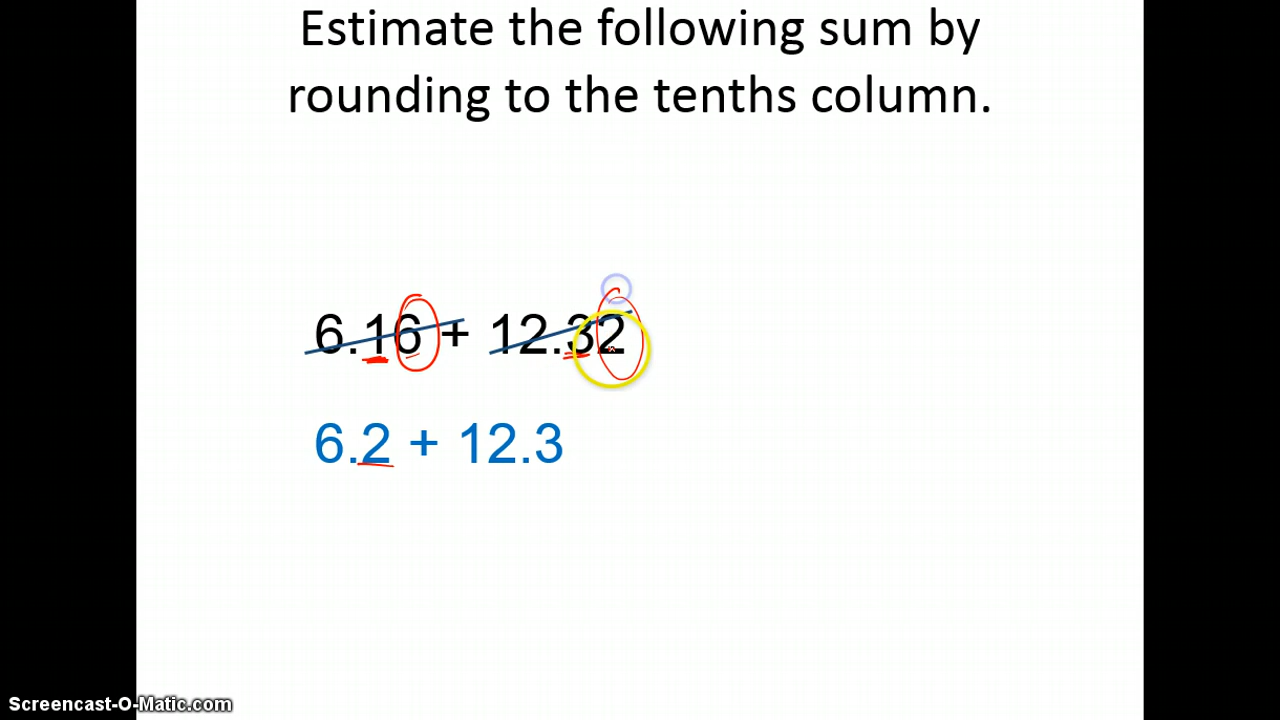 Estimate the following sum by
rounding to the tenths column.
6.16 + 12.32
6.2 + 12.3
Screencast-O-Matic.com